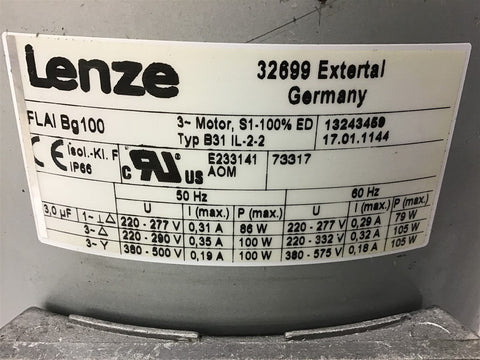 Lenze
32699 Extertal
Germany
FLAI Bg100
3~ Motor, S1-100% ED
13243459
Typ B31 IL-2-2
17.01.1144
CE Isol.-Kl. F
IP66
c UR US
E233141
73317
AOM
50 Hz
60 Hz
U I (max.) P (max.) U I (max.) P (max.)
3,0 µF 1~ ⊥ △ 220 - 277 V 0,31 A 86 W 220 - 277 V 0,29 A 79 W
3~ △ 220 - 290 V 0,35 A 100 W 220 - 332 V 0,32 A 105 W
3~ Y 380 - 500 V 0,19 A 100 W 380 - 575 V 0,18 A 105 W